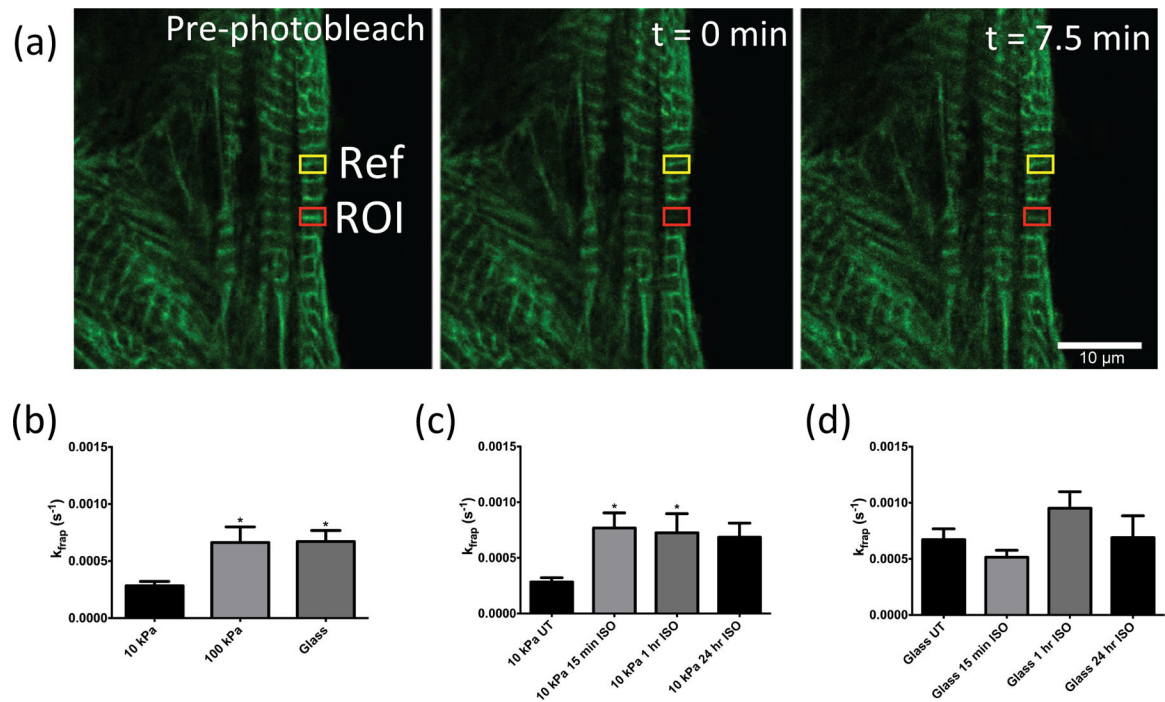 (a)
Pre-photobleach
t = 0 min
t = 7.5 min
Ref
ROI
10 µm
(b)
0.0015
0.0010
0.0005
0.0000
k_frap (s⁻¹)
*
*
10 kPa
100 kPa
Glass
(c)
0.0015
0.0010
0.0005
0.0000
k_frap (s⁻¹)
*
*
10 kPa UT
10 kPa 15 min ISO
10 kPa 1 hr ISO
10 kPa 24 hr ISO
(d)
0.0015
0.0010
0.0005
0.0000
k_frap (s⁻¹)
Glass UT
Glass 15 min ISO
Glass 1 hr ISO
Glass 24 hr ISO